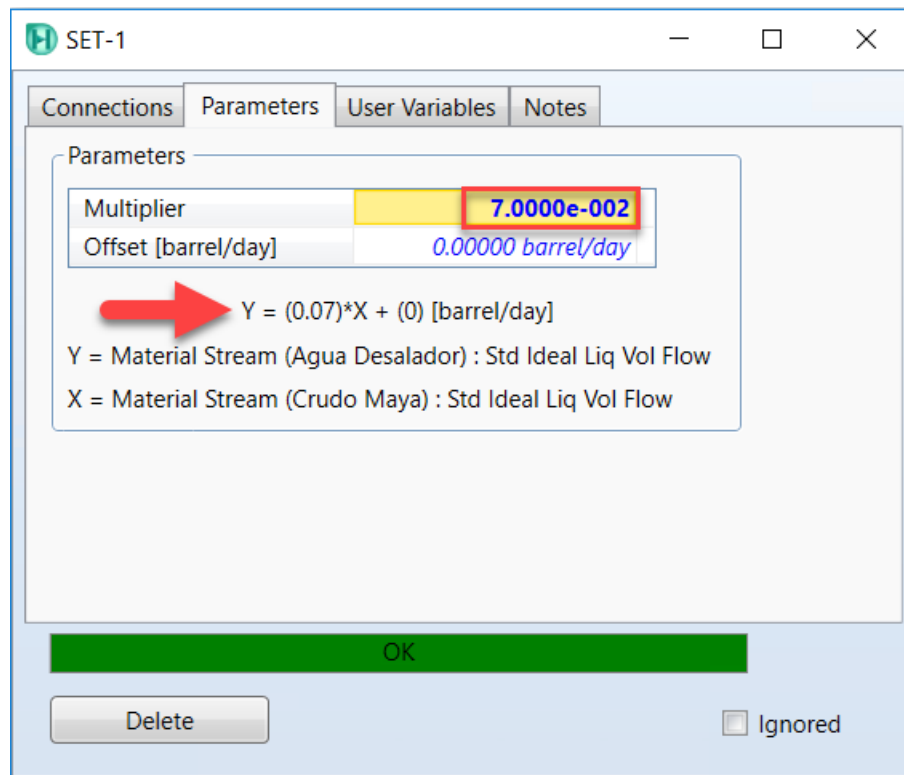 SET-1
Connections Parameters User Variables Notes
Parameters
Multiplier 7.0000e-002
Offset [barrel/day] 0.00000 barrel/day
Y = (0.07)*X + (0) [barrel/day]
Y = Material Stream (Agua Desalador) : Std Ideal Liq Vol Flow
X = Material Stream (Crudo Maya) : Std Ideal Liq Vol Flow
OK
Delete Ignored